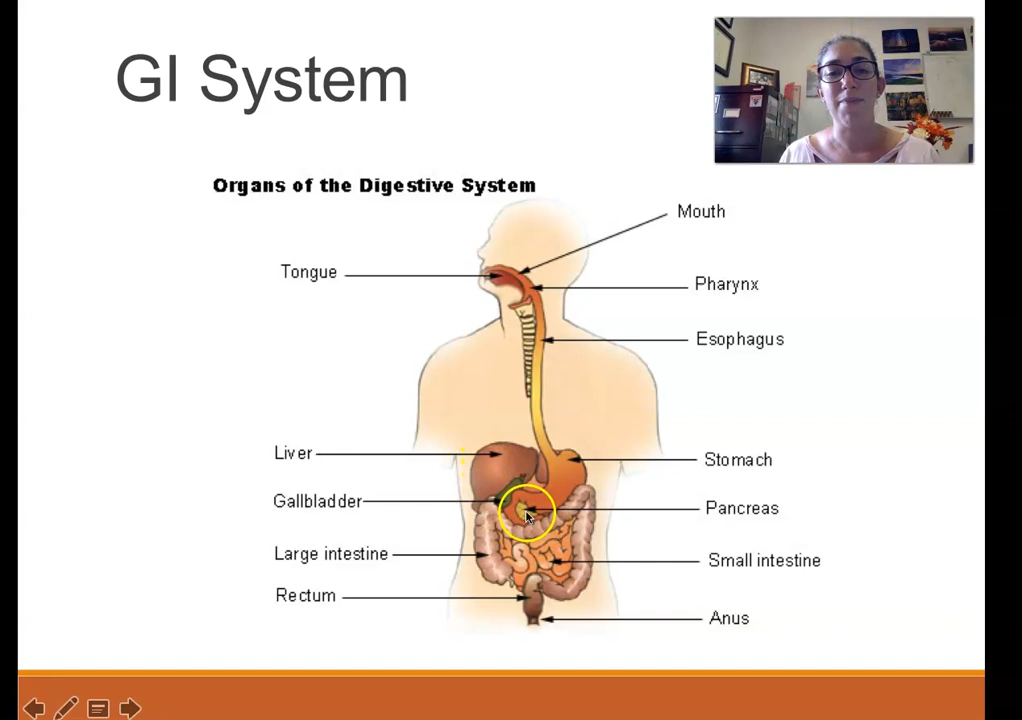 GI System
Organs of the Digestive System
Mouth
Tongue
Pharynx
Esophagus
Liver
Stomach
Gallbladder
Pancreas
Large intestine
Small intestine
Rectum
Anus